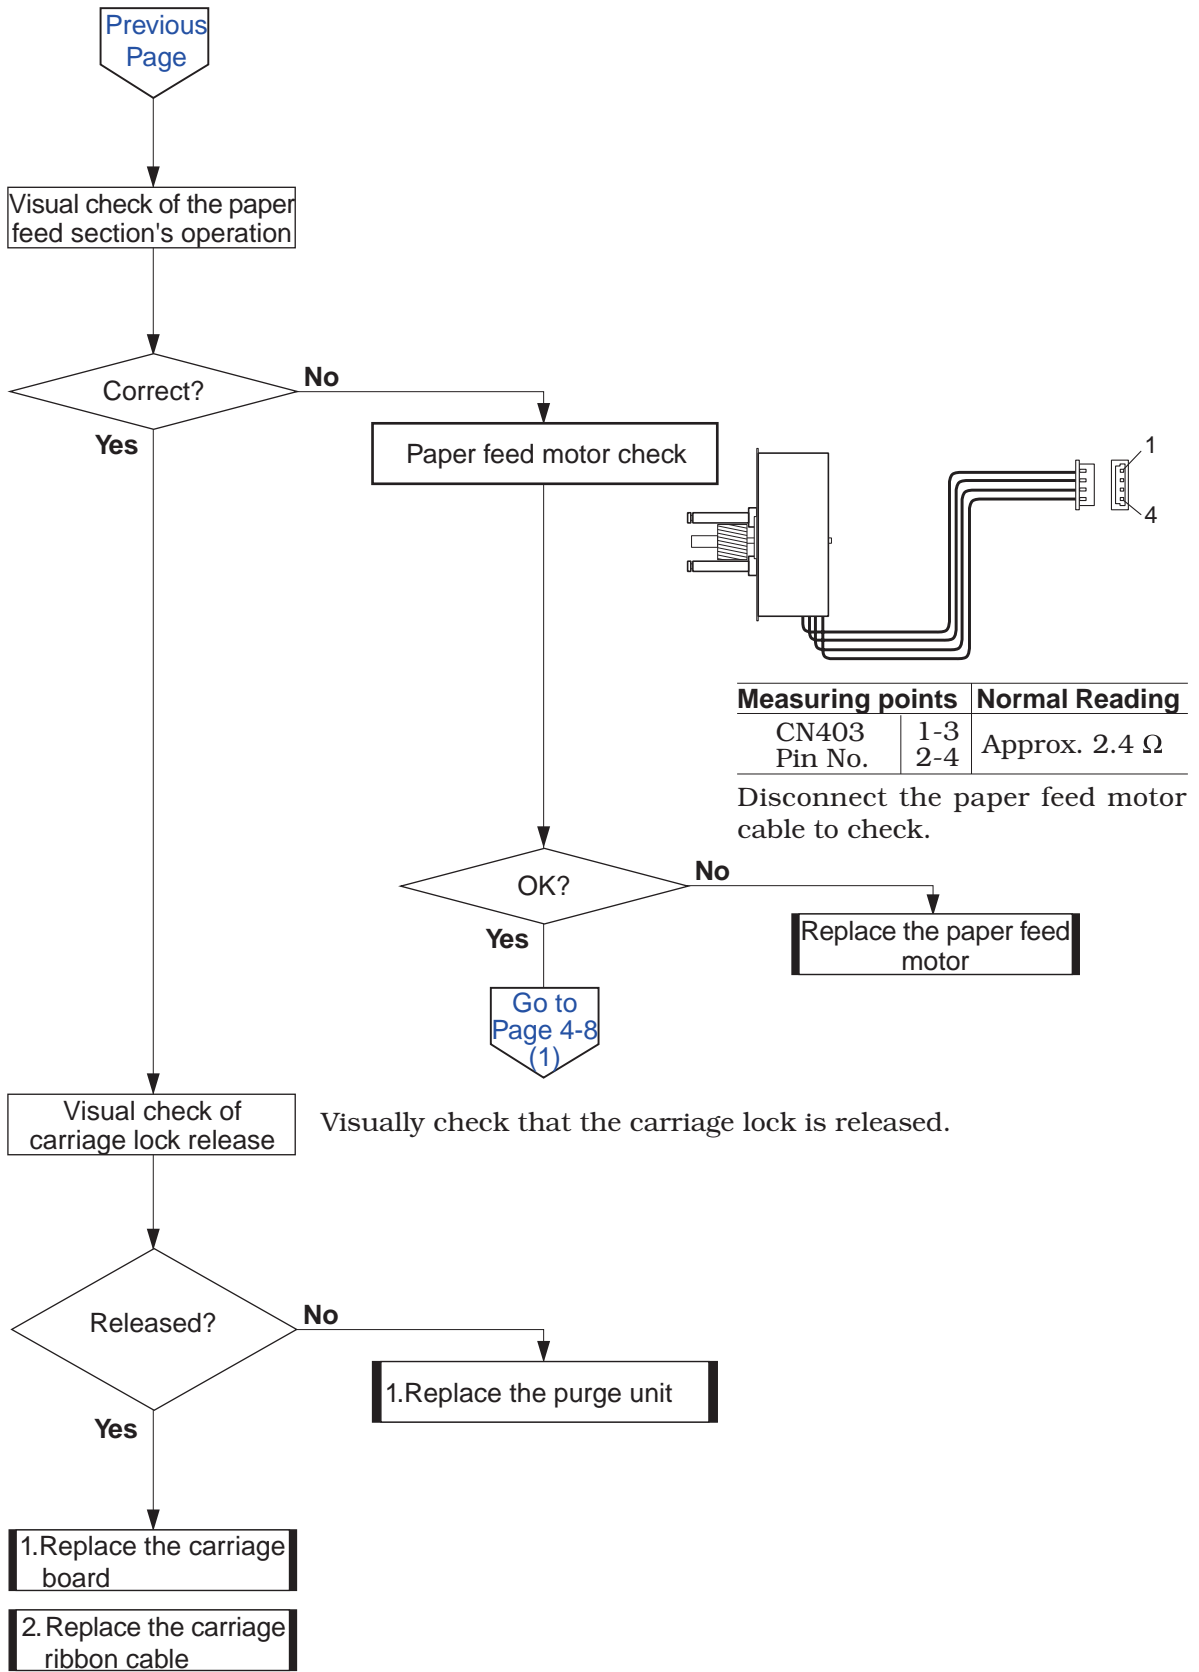 Previous
Page
Visual check of the paper
feed section's operation
Correct?
No
Yes
Paper feed motor check
1
4
Measuring points Normal Reading
CN403 1-3 Approx. 2.4 Ω
Pin No. 2-4
Disconnect the paper feed motor
cable to check.
OK?
No
Yes
Replace the paper feed
motor
Go to
Page 4-8
(1)
Visual check of
carriage lock release
Visually check that the carriage lock is released.
Released?
No
Yes
1.Replace the purge unit
1.Replace the carriage
board
2. Replace the carriage
ribbon cable